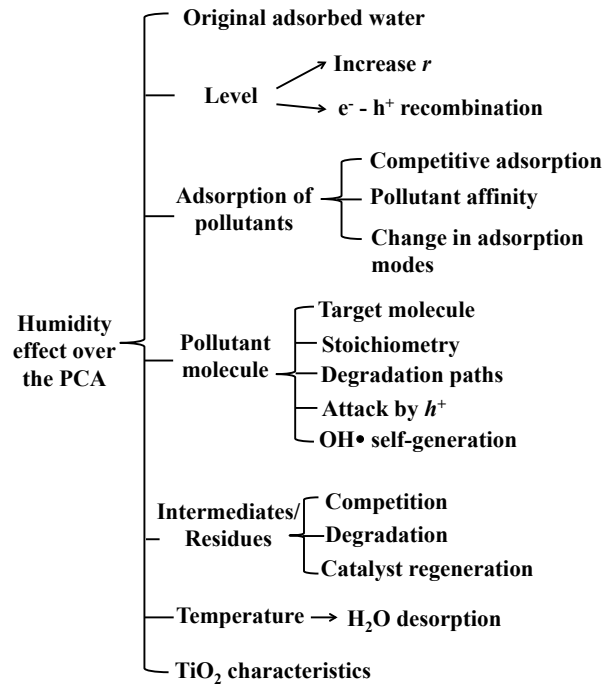 Humidity
effect over
the PCA
Original adsorbed water
Level
Increase r
e⁻ - h⁺ recombination
Adsorption of
pollutants
Competitive adsorption
Pollutant affinity
Change in adsorption
modes
Pollutant
molecule
Target molecule
Stoichiometry
Degradation paths
Attack by h⁺
OH• self-generation
Intermediates/
Residues
Competition
Degradation
Catalyst regeneration
Temperature
H₂O desorption
TiO₂ characteristics